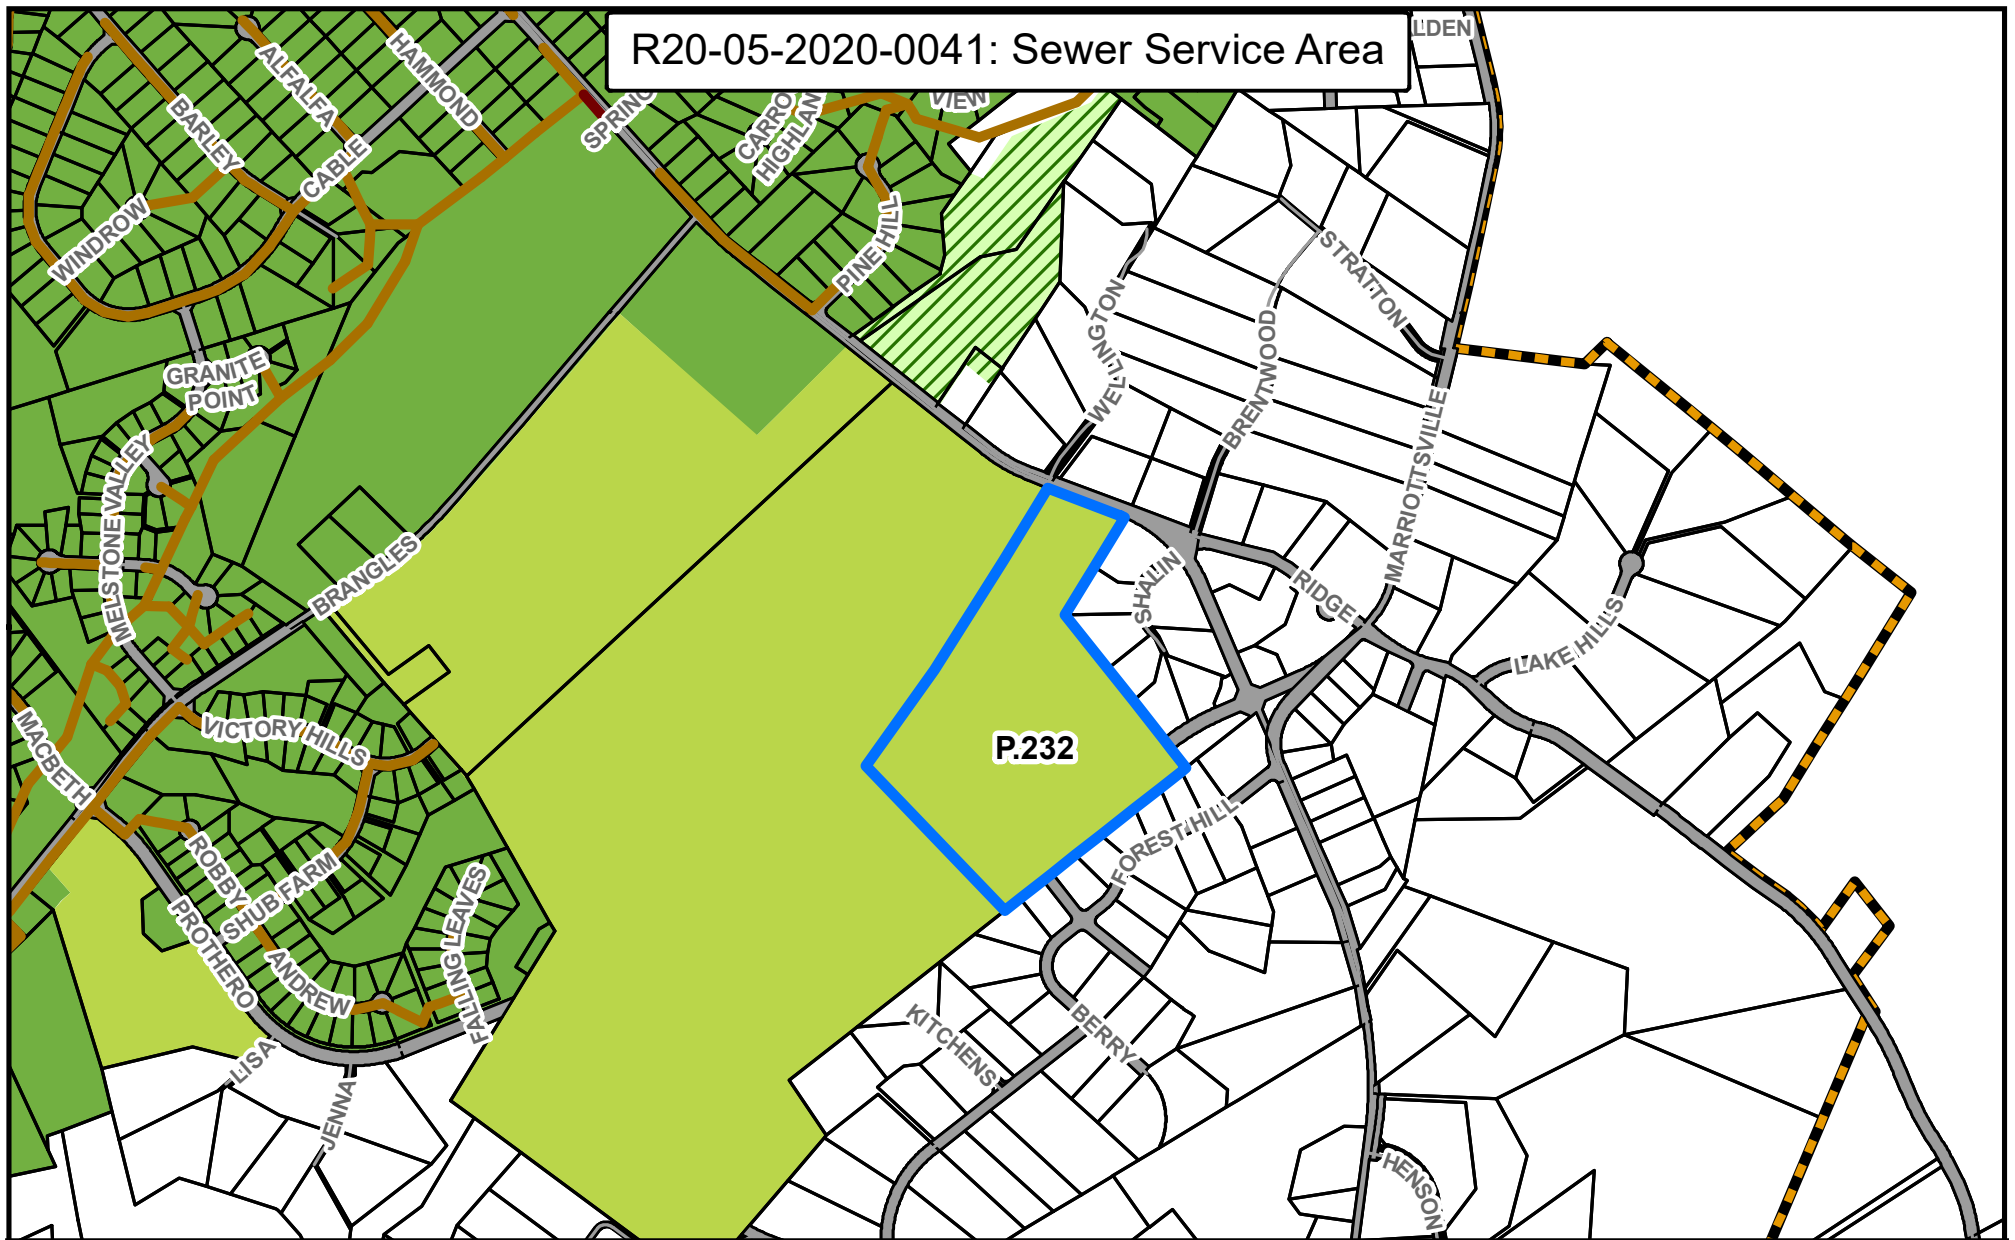 R20-05-2020-0041: Sewer Service Area
HAMMOND
ALFALFA
BARLEY
CABLE
WINDROW
SPRING
CARRO
HIGHLAN
VIEW
PINE HILL
LDEN
STRATTON
WELLINGTON
BRENTWOOD
MARRIOTTSVILLE
GRANITE
POINT
MELSTONE VALLEY
BRANGLES
SHALIN
RIDGE
LAKE HILLS
MACBETH
VICTORY HILLS
P.232
FOREST HILL
ROBBY
SHUB FARM
PROTHERO
ANDREW
FALLING LEAVES
LISA
JENNA
KITCHENS
BERRY
HENSON